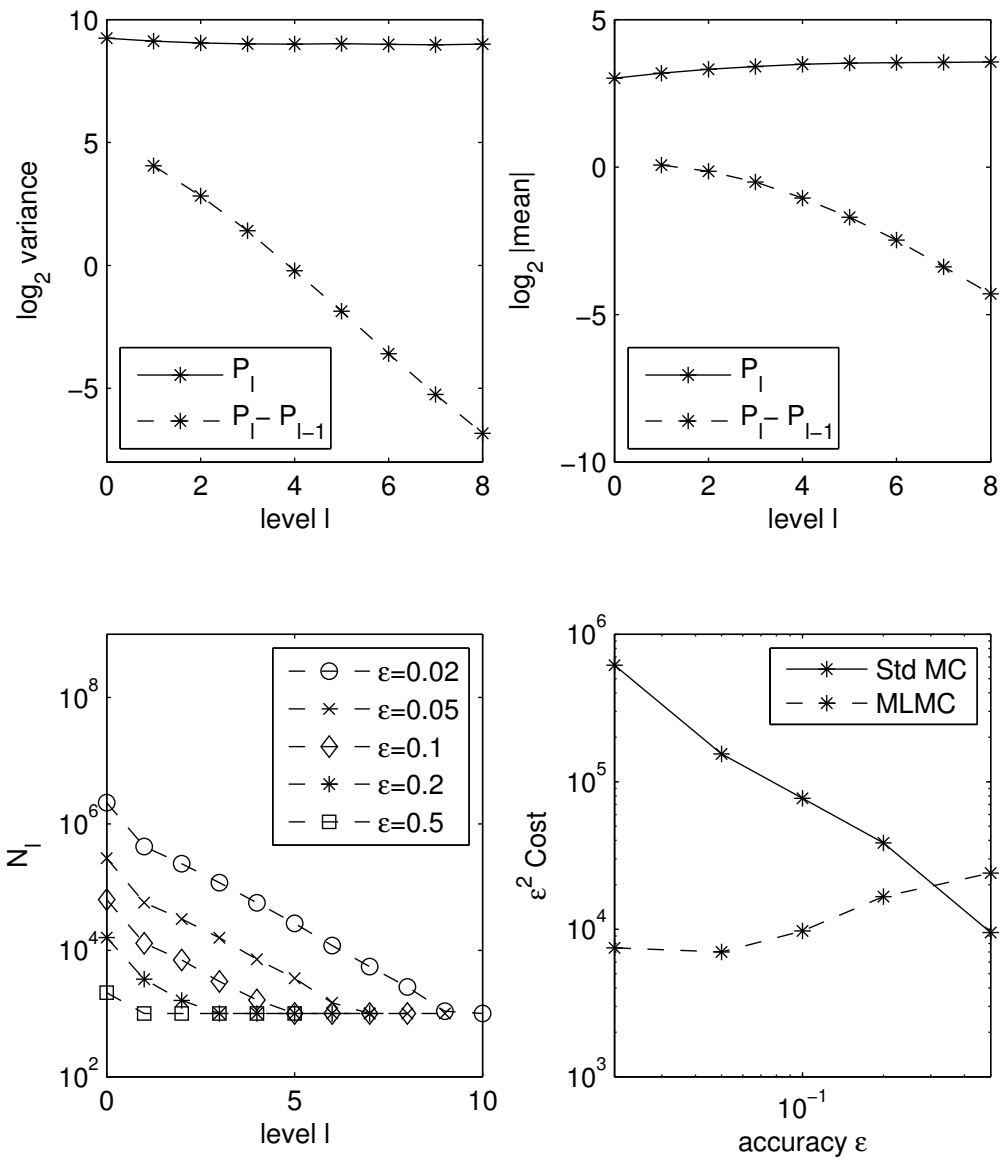 10
5
0
−5
0 2 4 6 8
level l
log2 variance
P_l
P_l − P_l−1
5
0
−5
−10
0 2 4 6 8
level l
log2 |mean|
P_l
P_l − P_l−1
10^8
10^6
10^4
10^2
0 5 10
level l
N_l
ε=0.02
ε=0.05
ε=0.1
ε=0.2
ε=0.5
10^6
10^5
10^4
10^3
10^−1
accuracy ε
ε^2 Cost
Std MC
MLMC